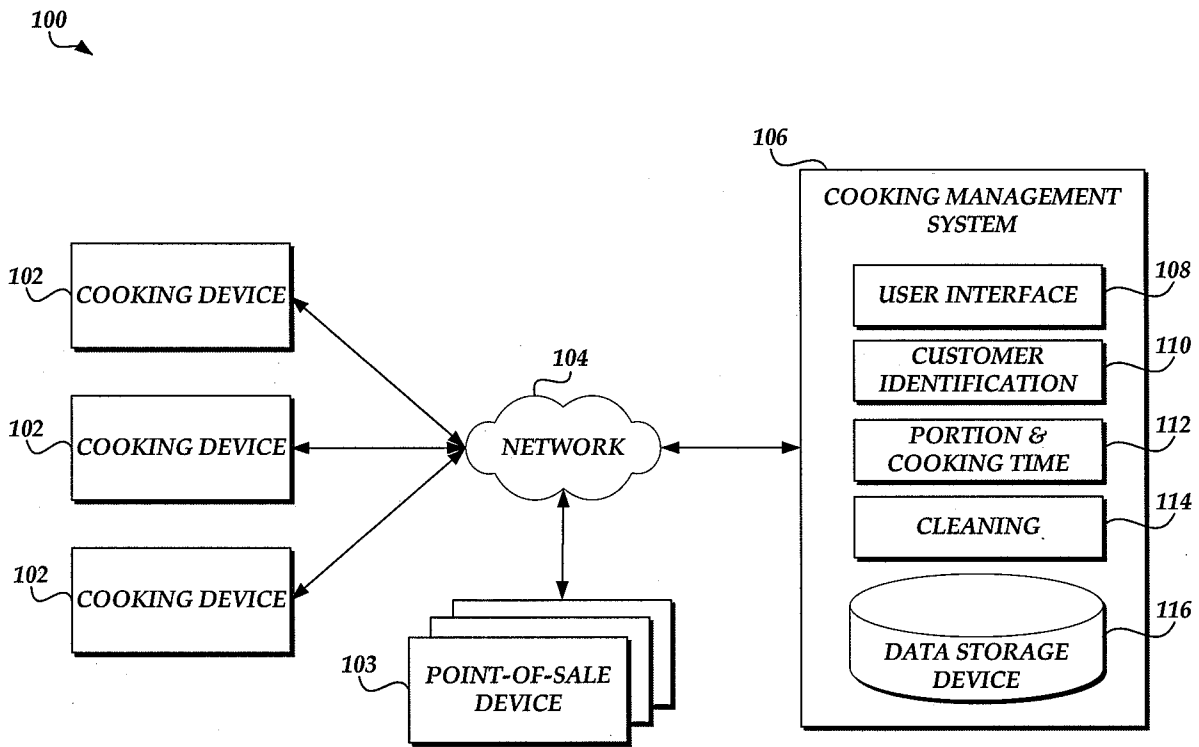 100
106
COOKING MANAGEMENT
SYSTEM
102
COOKING DEVICE
USER INTERFACE
108
104
CUSTOMER
IDENTIFICATION
110
102
COOKING DEVICE
NETWORK
PORTION &
COOKING TIME
112
CLEANING
114
102
COOKING DEVICE
DATA STORAGE
DEVICE
116
103
POINT-OF-SALE
DEVICE